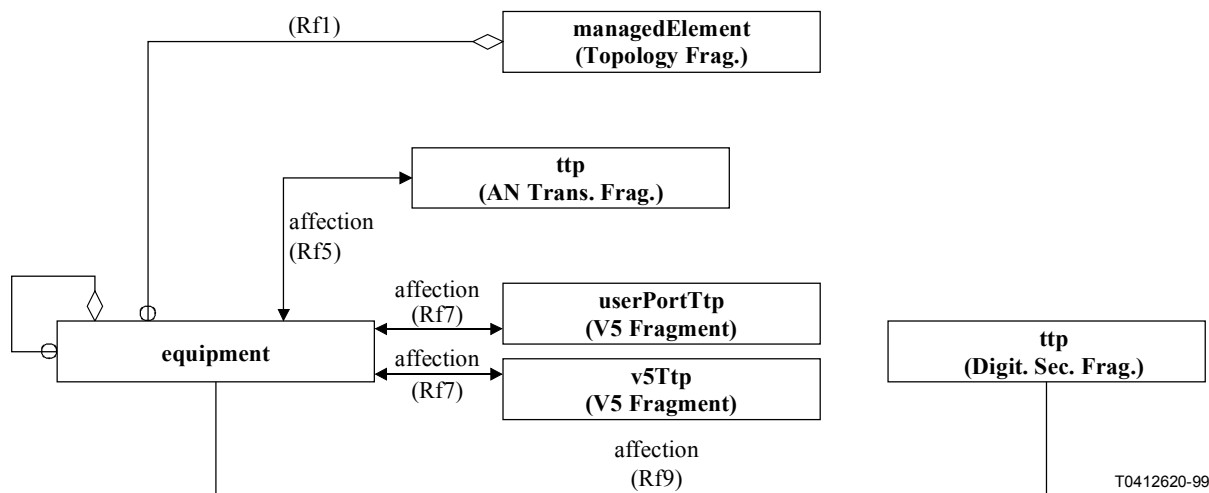 (Rf1)
managedElement
(Topology Frag.)
ttp
(AN Trans. Frag.)
affection
(Rf5)
affection
(Rf7)
userPortTtp
(V5 Fragment)
equipment
affection
(Rf7)
v5Ttp
(V5 Fragment)
ttp
(Digit. Sec. Frag.)
affection
(Rf9)
T0412620-99